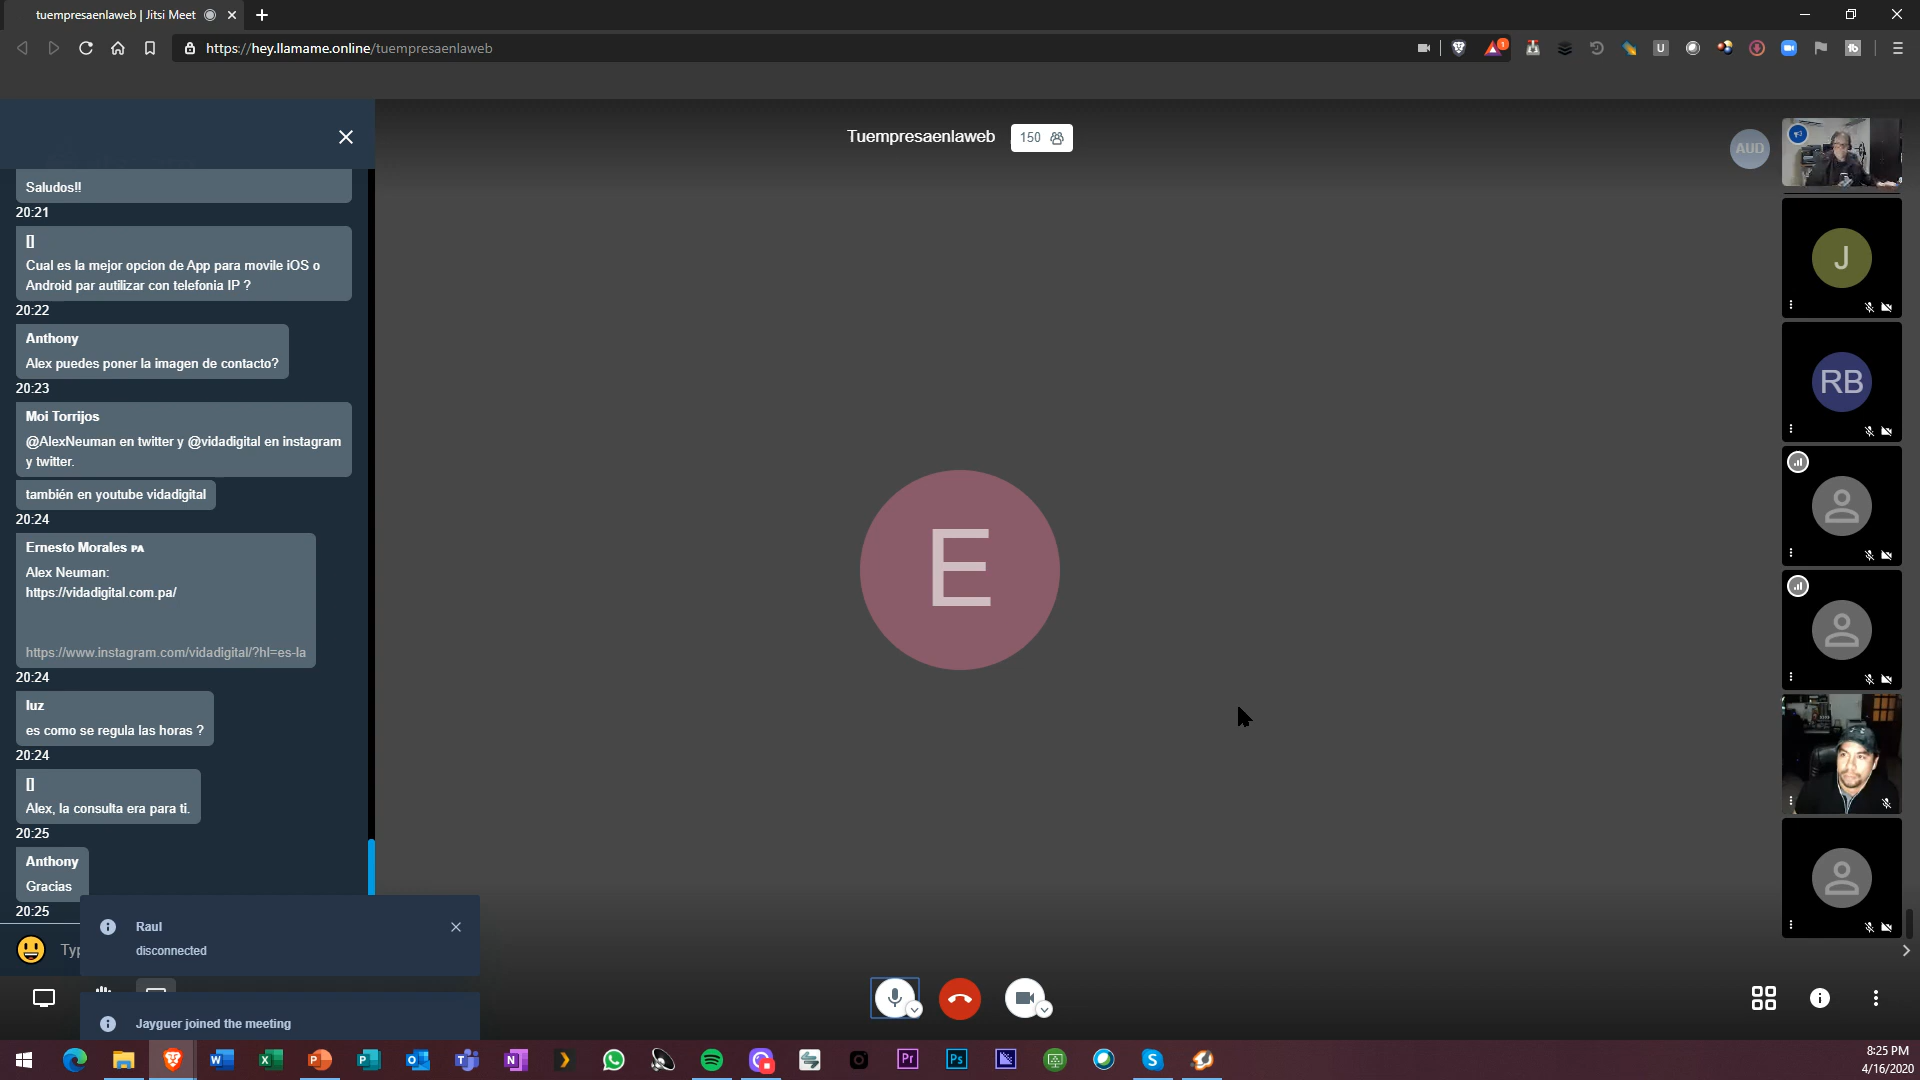 tuempresaenlaweb | Jitsi Meet
https://hey.llamame.online/tuempresaenlaweb
1
U
fb
Saludos!!
20:21
[]
Cual es la mejor opcion de App para movile iOS o
Android par autilizar con telefonia IP ?
20:22
Anthony
Alex puedes poner la imagen de contacto?
20:23
Moi Torrijos
@AlexNeuman en twitter y @vidadigital en instagram
y twitter.
también en youtube vidadigital
20:24
Ernesto Morales PA
Alex Neuman:
https://vidadigital.com.pa/
https://www.instagram.com/vidadigital/?hl=es-la
20:24
luz
es como se regula las horas ?
20:24
[]
Alex, la consulta era para ti.
20:25
Anthony
Gracias
20:25
Typ
Raul
disconnected
Jayguer joined the meeting
Tuempresaenlaweb 150
E
AUD
J
RB
Pr
Ps
8:25 PM
4/16/2020